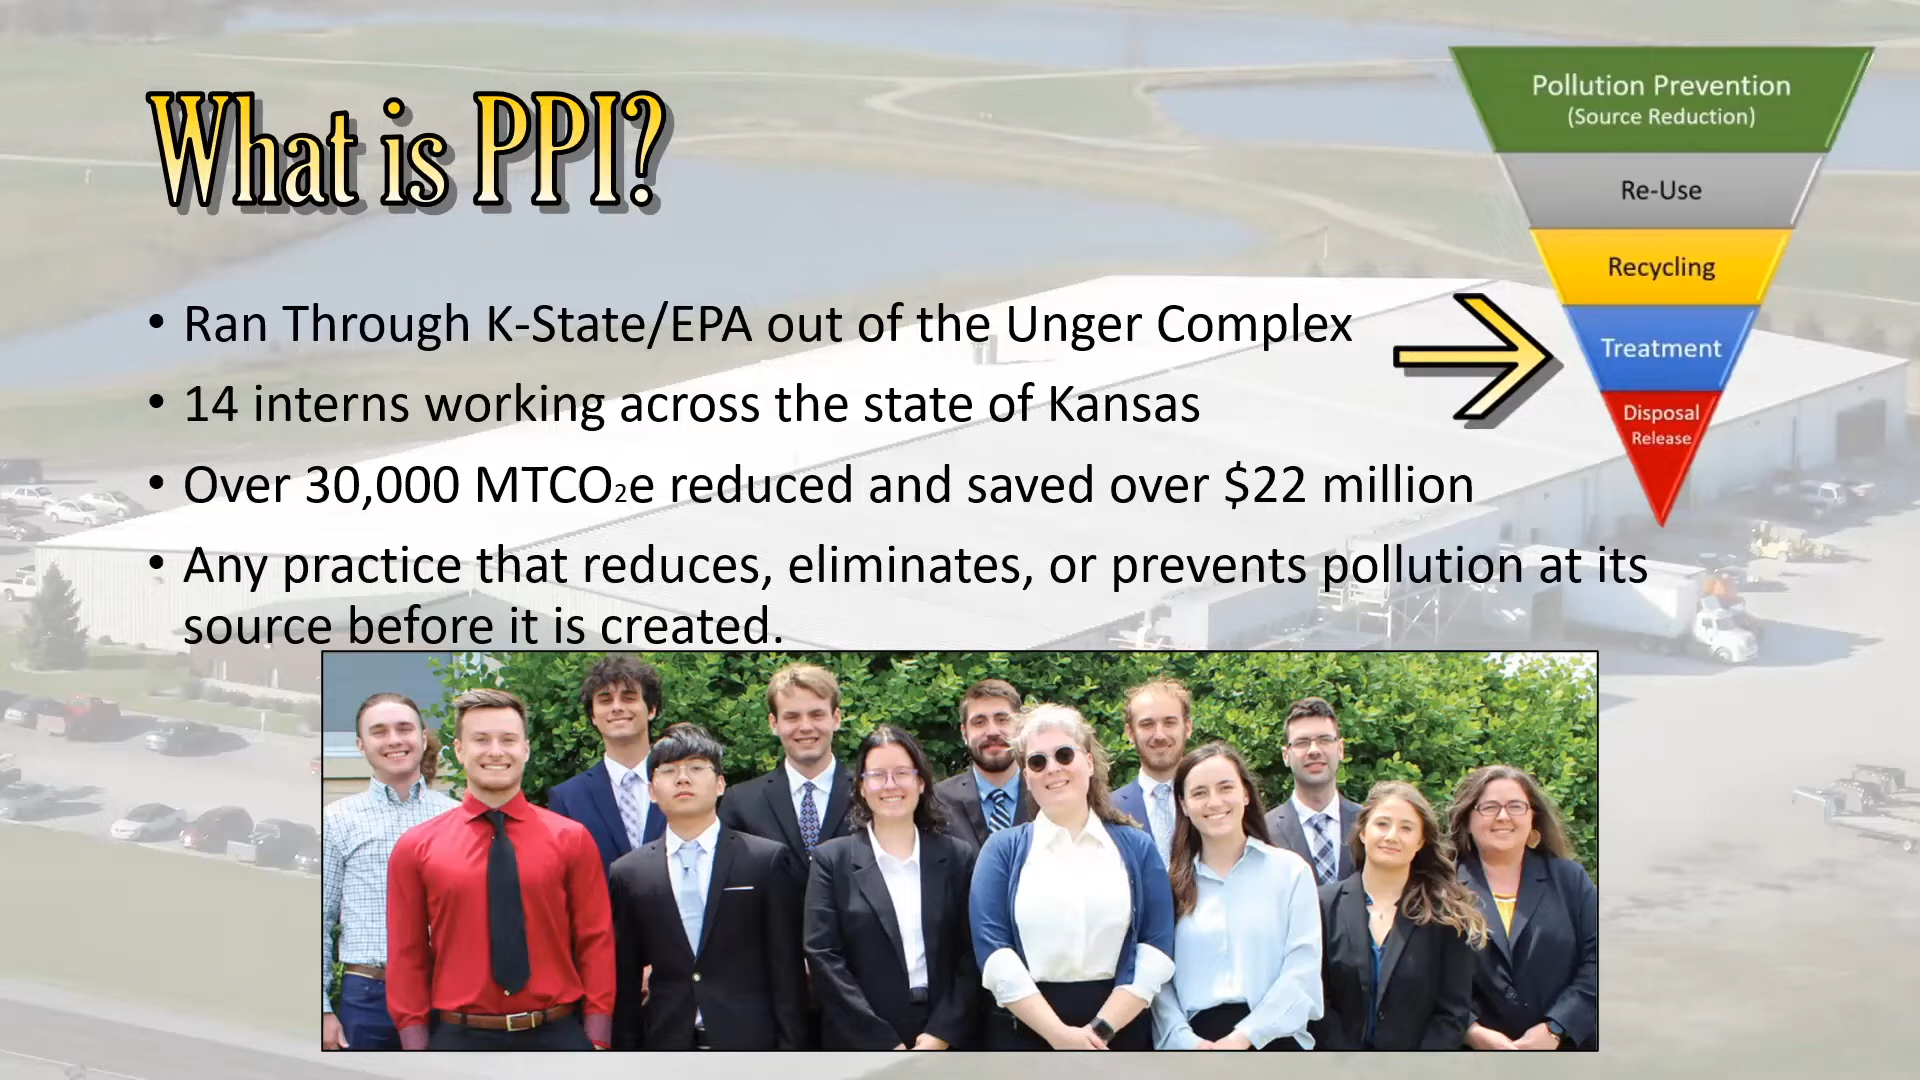 What is PPI?
• Ran Through K-State/EPA out of the Unger Complex
• 14 interns working across the state of Kansas
• Over 30,000 MTCO₂e reduced and saved over $22 million
• Any practice that reduces, eliminates, or prevents pollution at its
source before it is created.
Pollution Prevention
(Source Reduction)
Re-Use
Recycling
Treatment
Disposal
Release